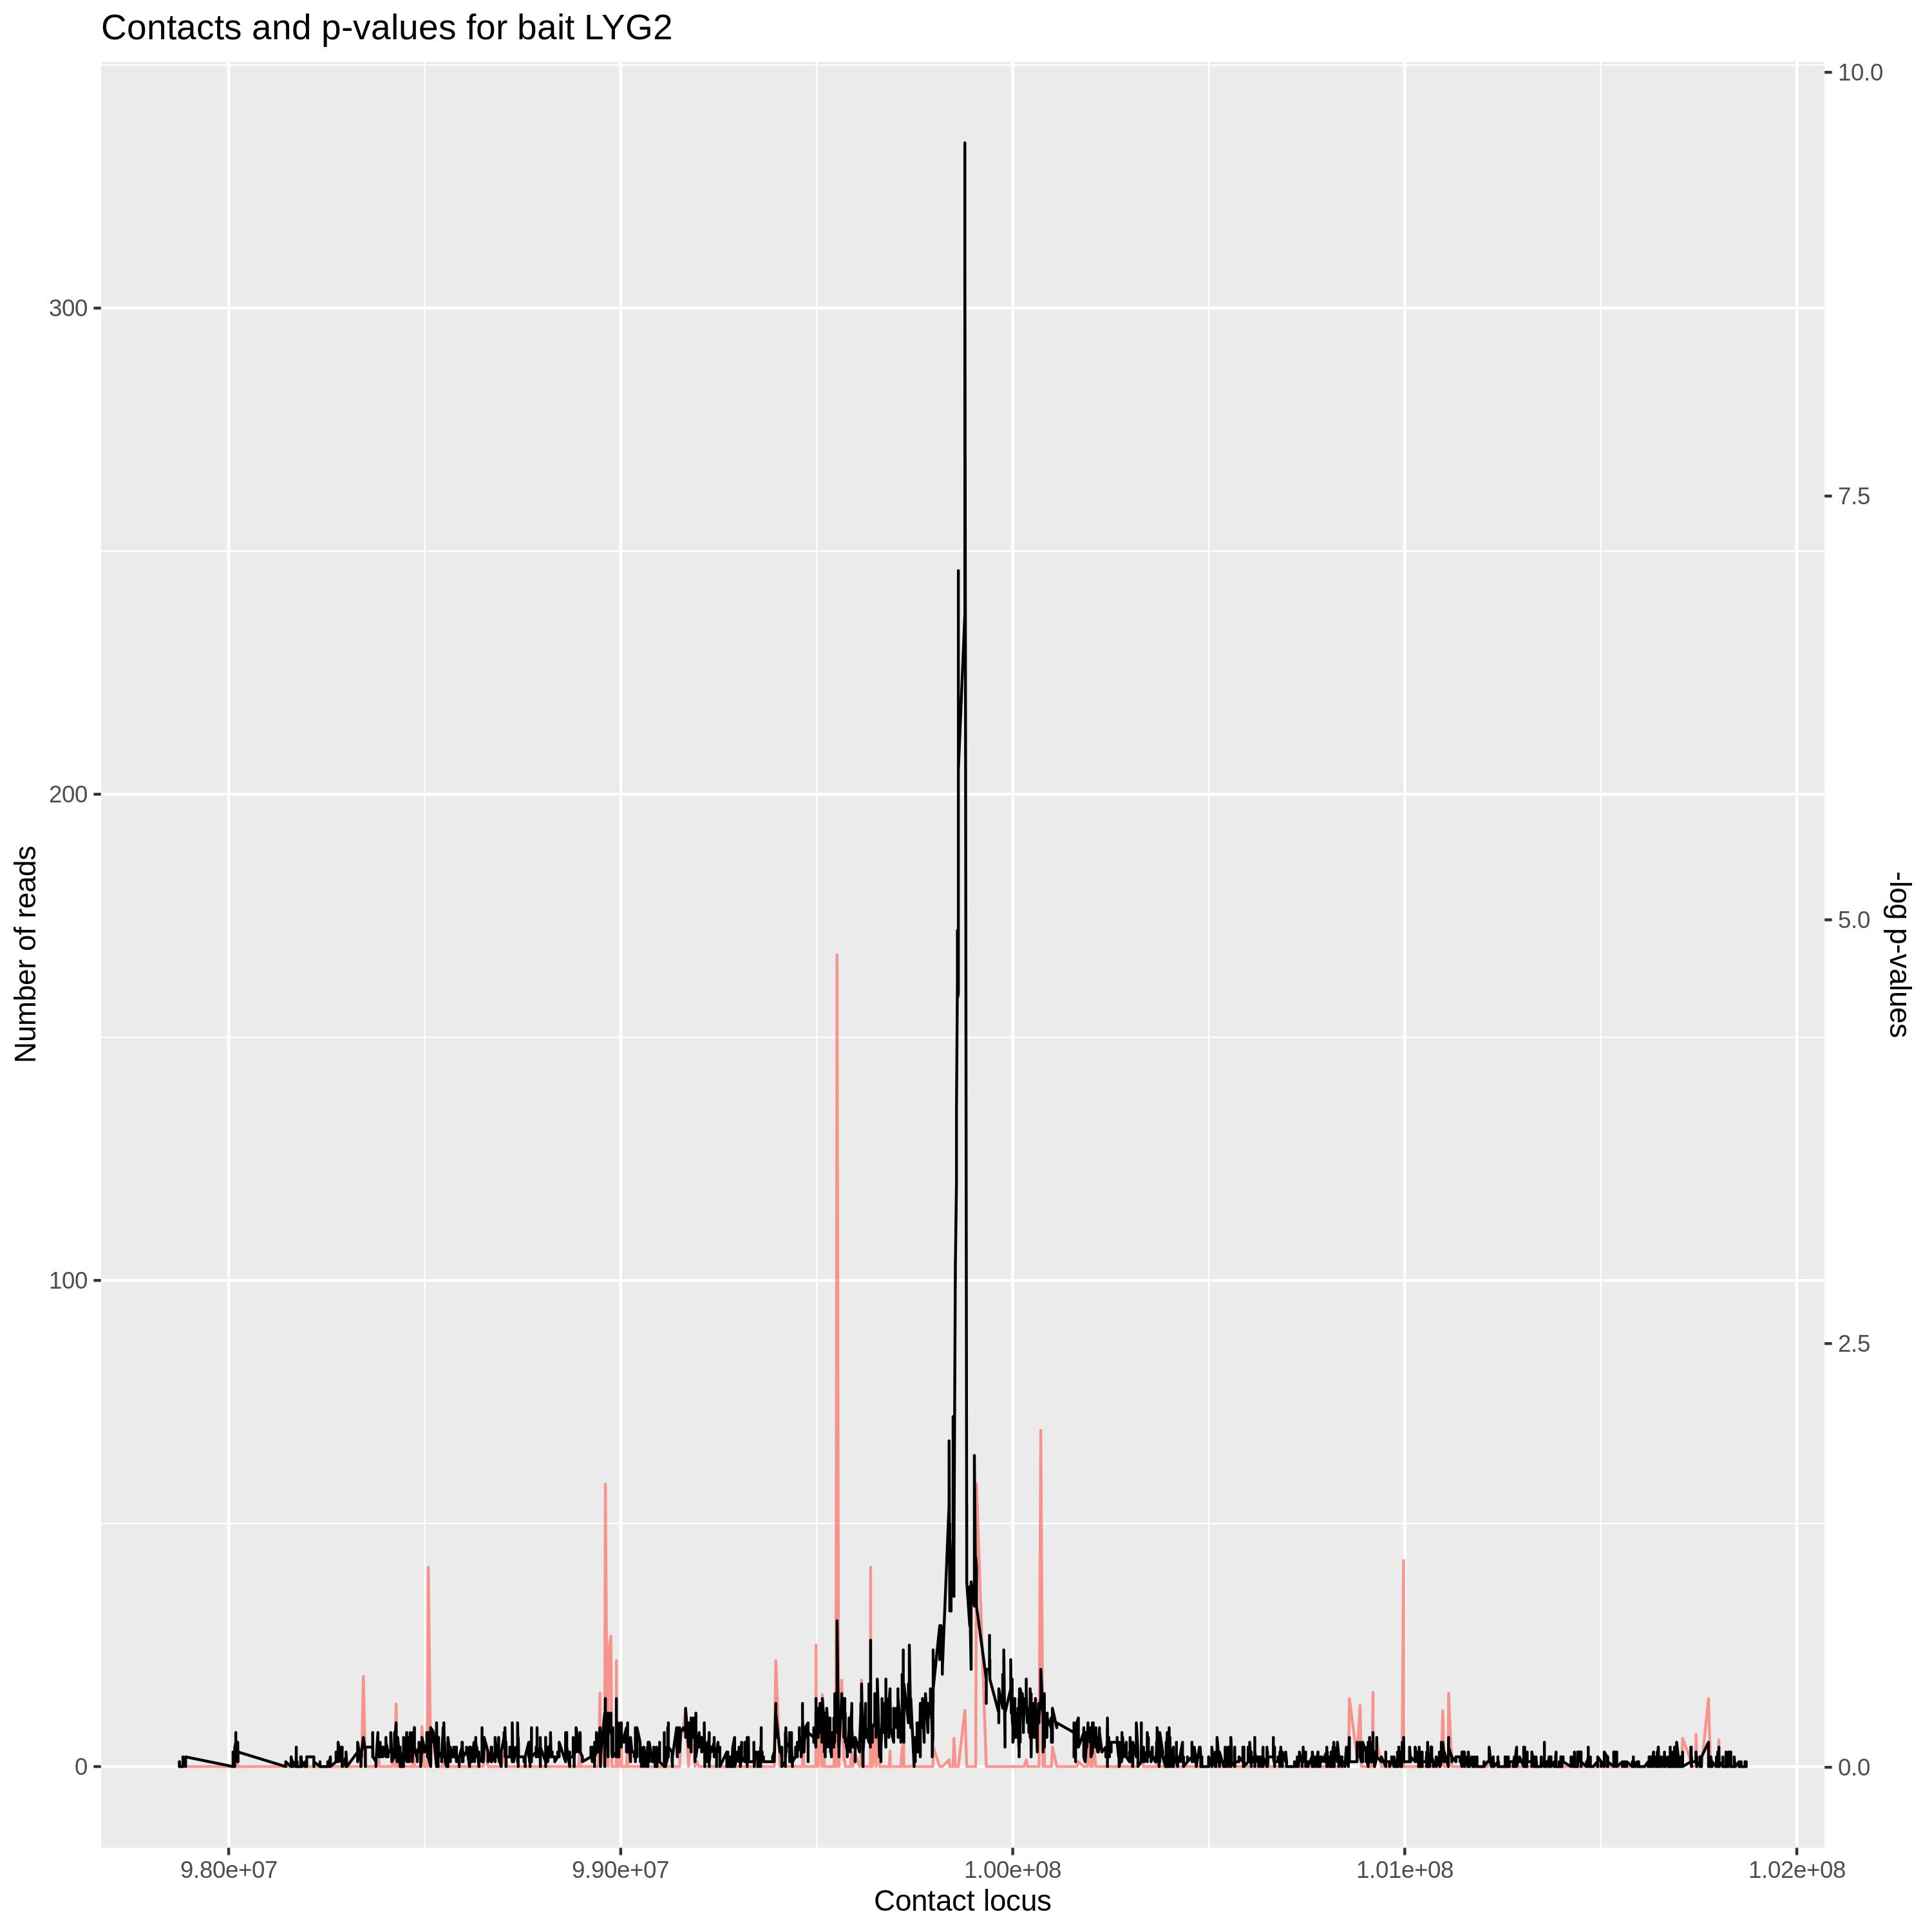 Contacts and p-values for bait LYG2
10.0
300
7.5
200
Number of reads
-log p-values
5.0
100
2.5
0
0.0
9.80e+07
9.90e+07
1.00e+08
1.01e+08
1.02e+08
Contact locus